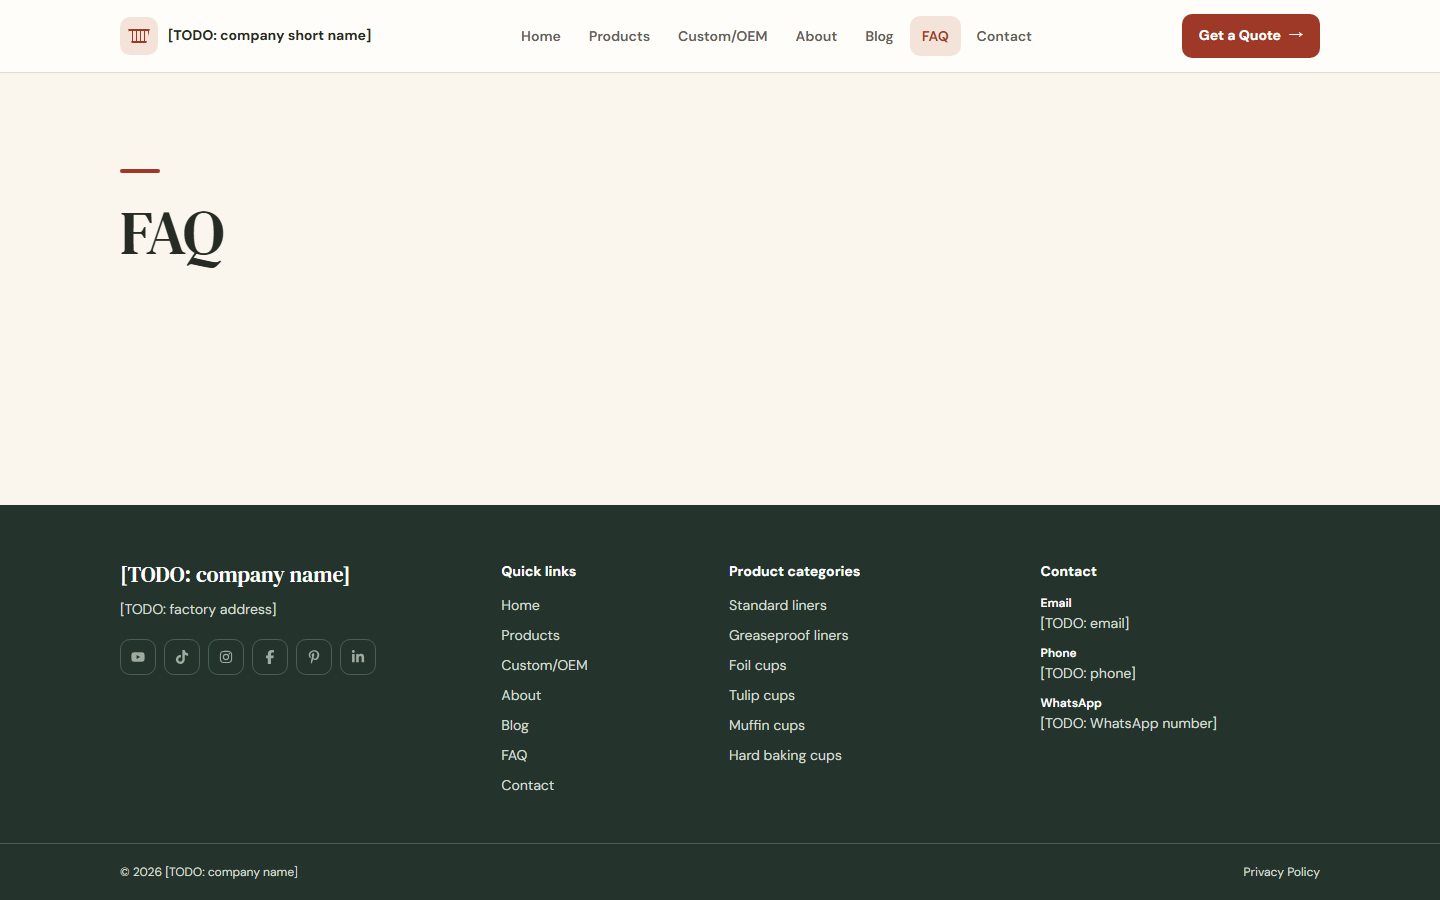 [TODO: company short name]
Home
Products
Custom/OEM
About
Blog
FAQ
Contact
Get a Quote →
FAQ
[TODO: company name]
[TODO: factory address]
Quick links
Home
Products
Custom/OEM
About
Blog
FAQ
Contact
Product categories
Standard liners
Greaseproof liners
Foil cups
Tulip cups
Muffin cups
Hard baking cups
Contact
Email
[TODO: email]
Phone
[TODO: phone]
WhatsApp
[TODO: WhatsApp number]
© 2026 [TODO: company name]
Privacy Policy